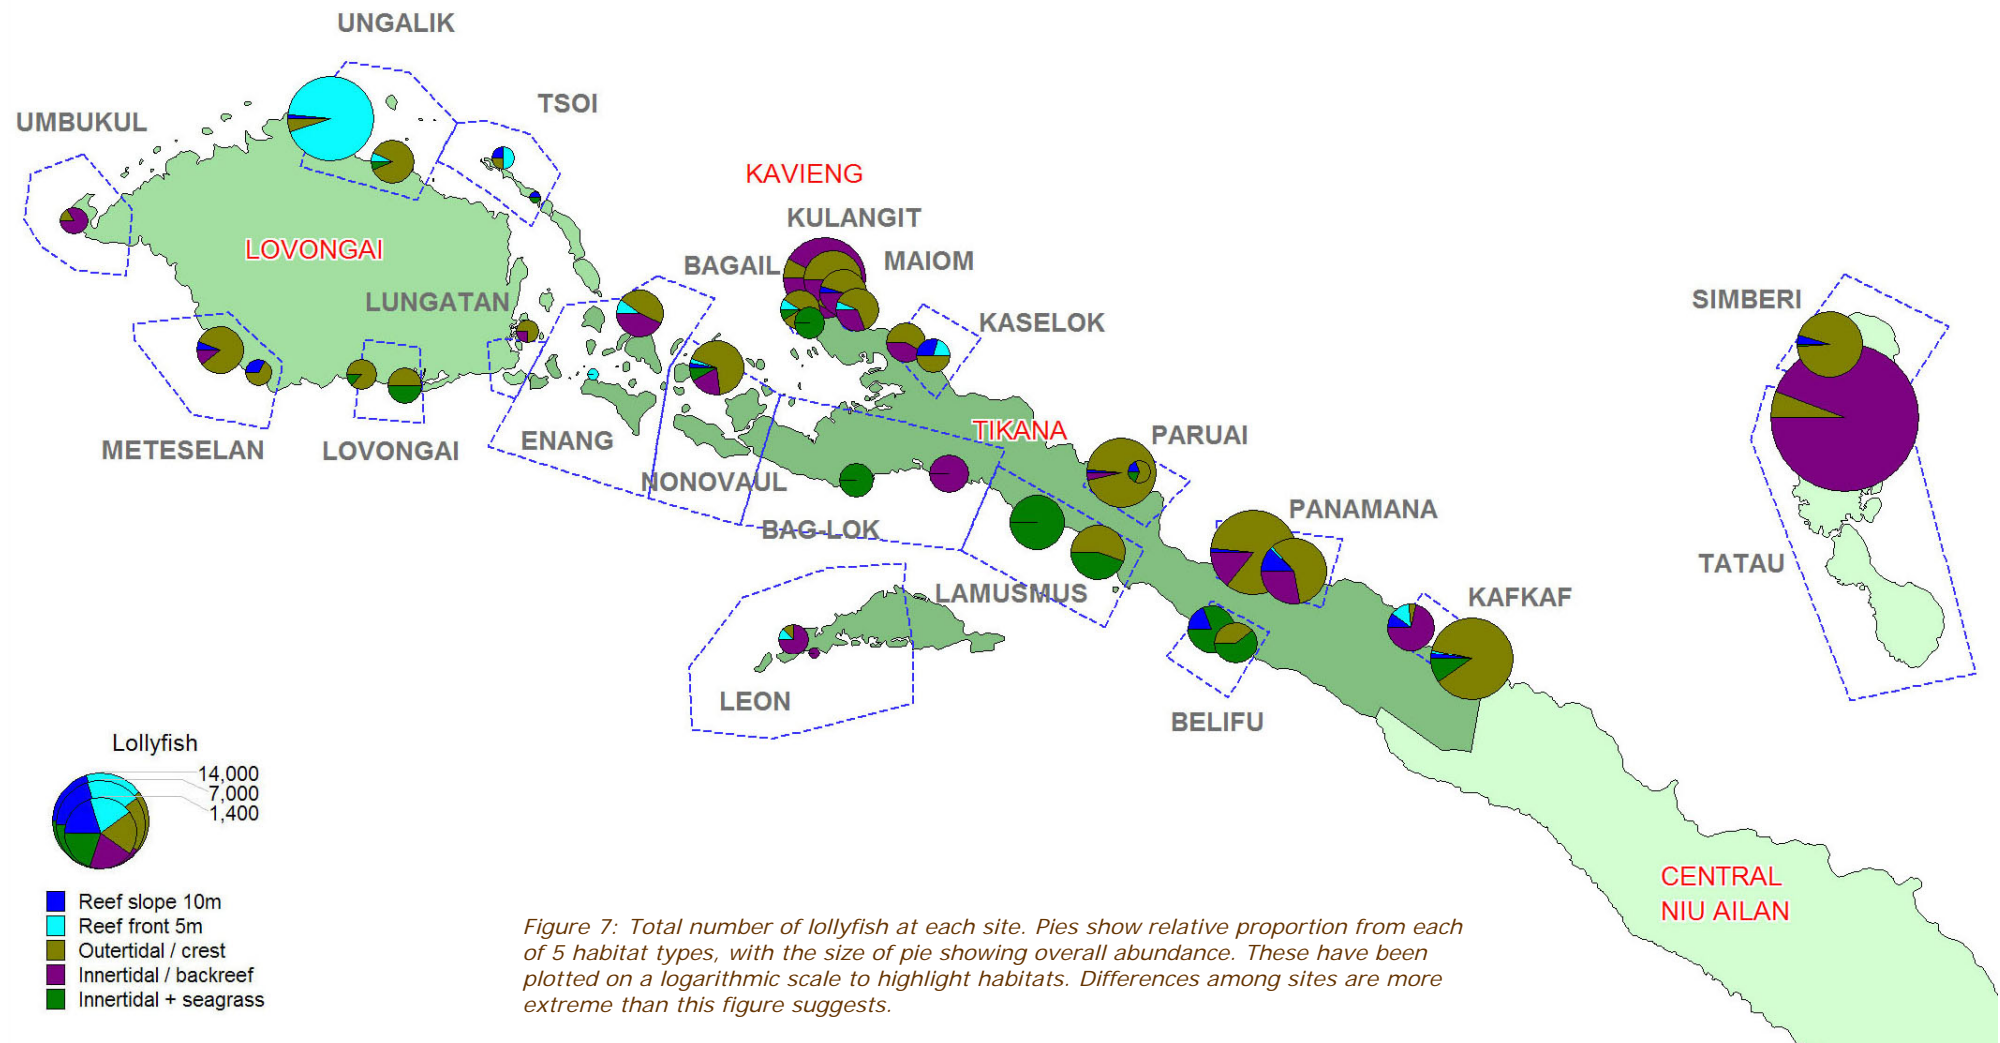 UNGALIK
TSOI
UMBUKUL
KAVIENG
KULANGIT
LOVONGAI
BAGAIL
MAIOM
LUNGATAN
SIMBERI
KASELOK
METESELAN
LOVONGAI
ENANG
TIKANA
PARUAI
NONOVAUL
PANAMANA
BAG-LOK
TATAU
LAMUSMUS
KAFKAF
LEON
BELIFU
Lollyfish
14,000
7,000
1,400
CENTRAL
NIU AILAN
Reef slope 10m
Reef front 5m
Outertidal / crest
Innertidal / backreef
Innertidal + seagrass
Figure 7: Total number of lollyfish at each site. Pies show relative proportion from each
of 5 habitat types, with the size of pie showing overall abundance. These have been
plotted on a logarithmic scale to highlight habitats. Differences among sites are more
extreme than this figure suggests.